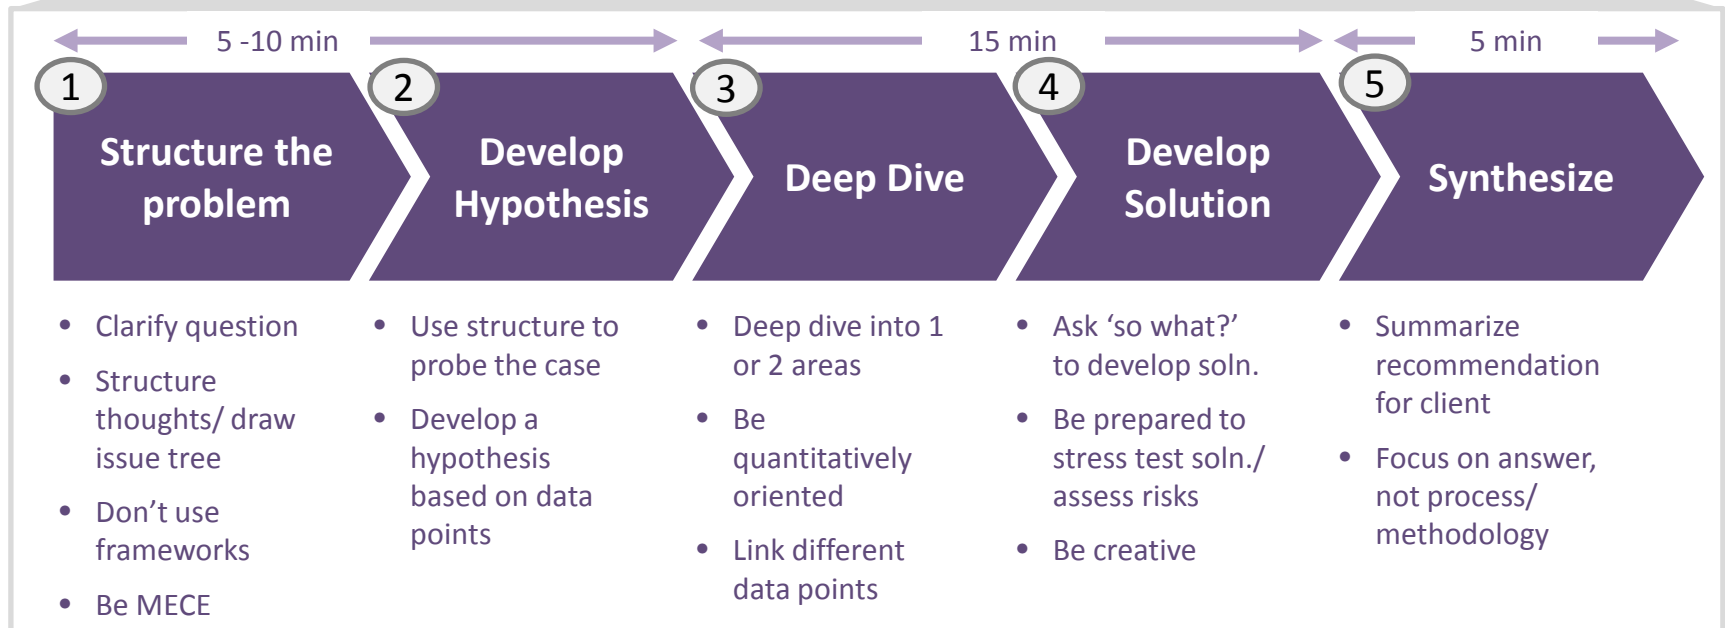 5 -10 min
15 min
5 min
1
2
3
4
5
Structure the
problem
Develop
Hypothesis
Deep Dive
Develop
Solution
Synthesize
• Clarify question
• Structure
thoughts/ draw
issue tree
• Don’t use
frameworks
• Be MECE
• Use structure to
probe the case
• Develop a
hypothesis
based on data
points
• Deep dive into 1
or 2 areas
• Be
quantitatively
oriented
• Link different
data points
• Ask ‘so what?’
to develop soln.
• Be prepared to
stress test soln./
assess risks
• Be creative
• Summarize
recommendation
for client
• Focus on answer,
not process/
methodology